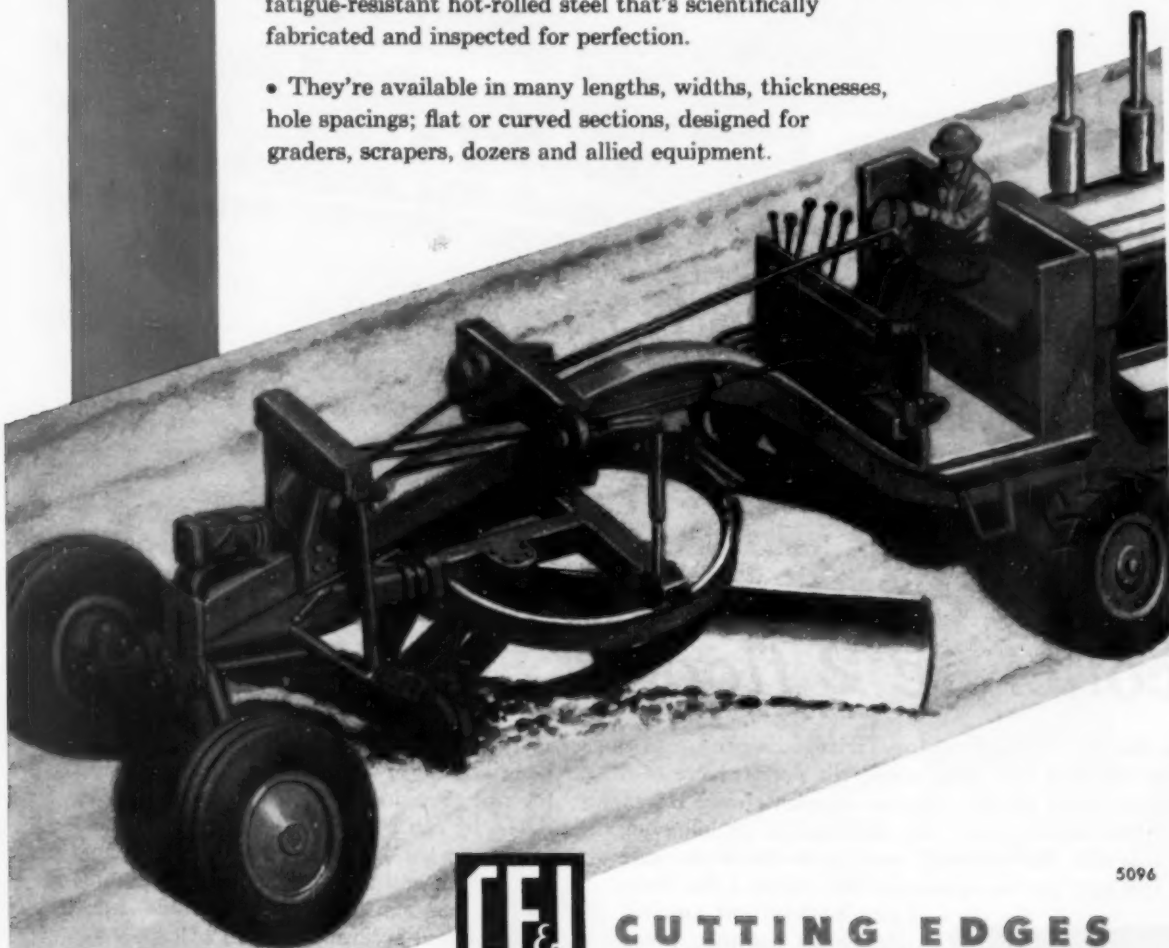 fatigue-resistant hot-rolled steel that's scientifically
fabricated and inspected for perfection.
• They're available in many lengths, widths, thicknesses,
hole spacings; flat or curved sections, designed for
graders, scrapers, dozers and allied equipment.
5096
CF&I
CUTTING EDGES